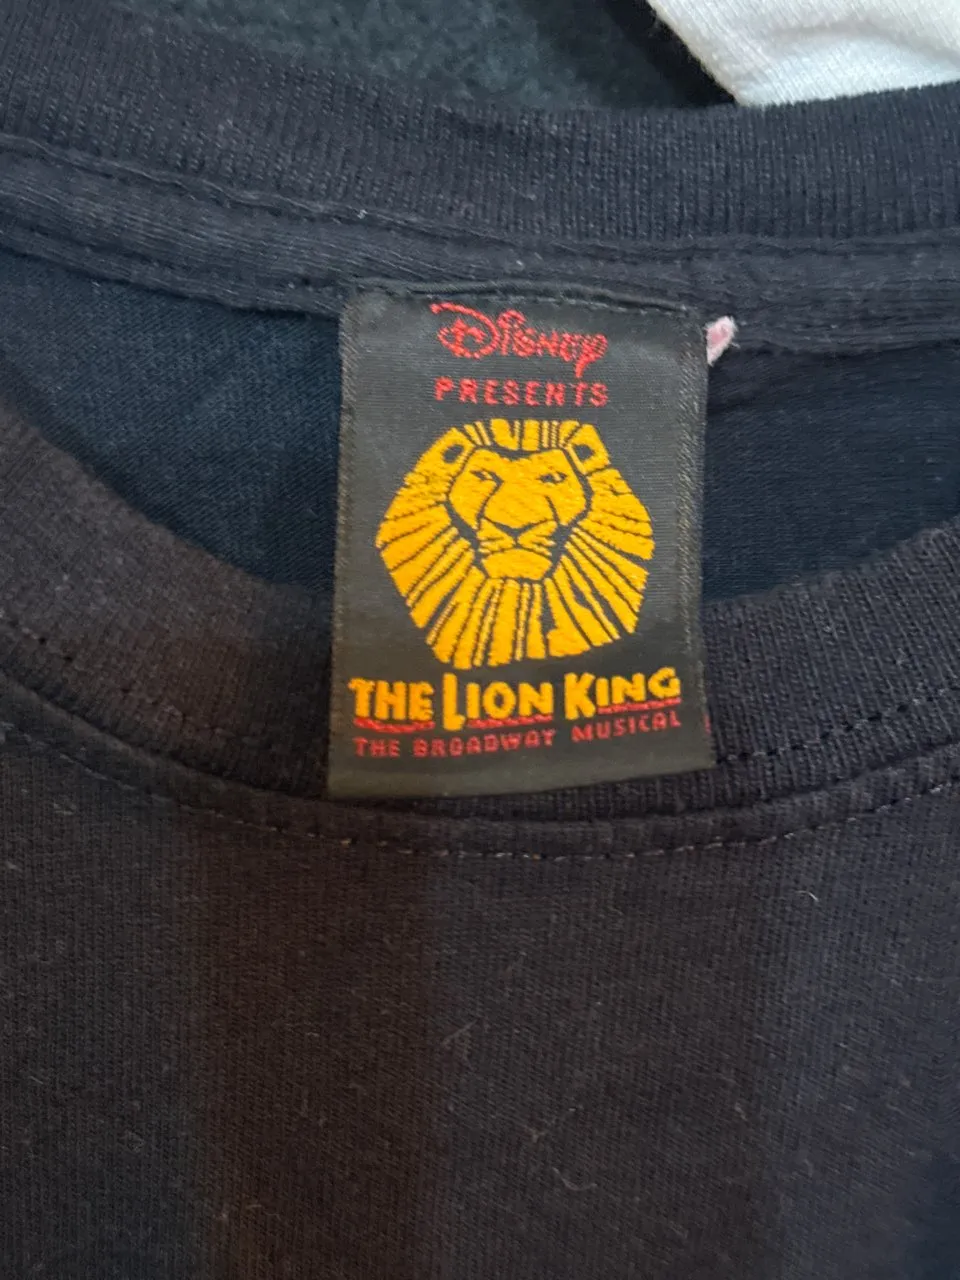 Disney
PRESENTS
THE LION KING
THE BROADWAY MUSICAL